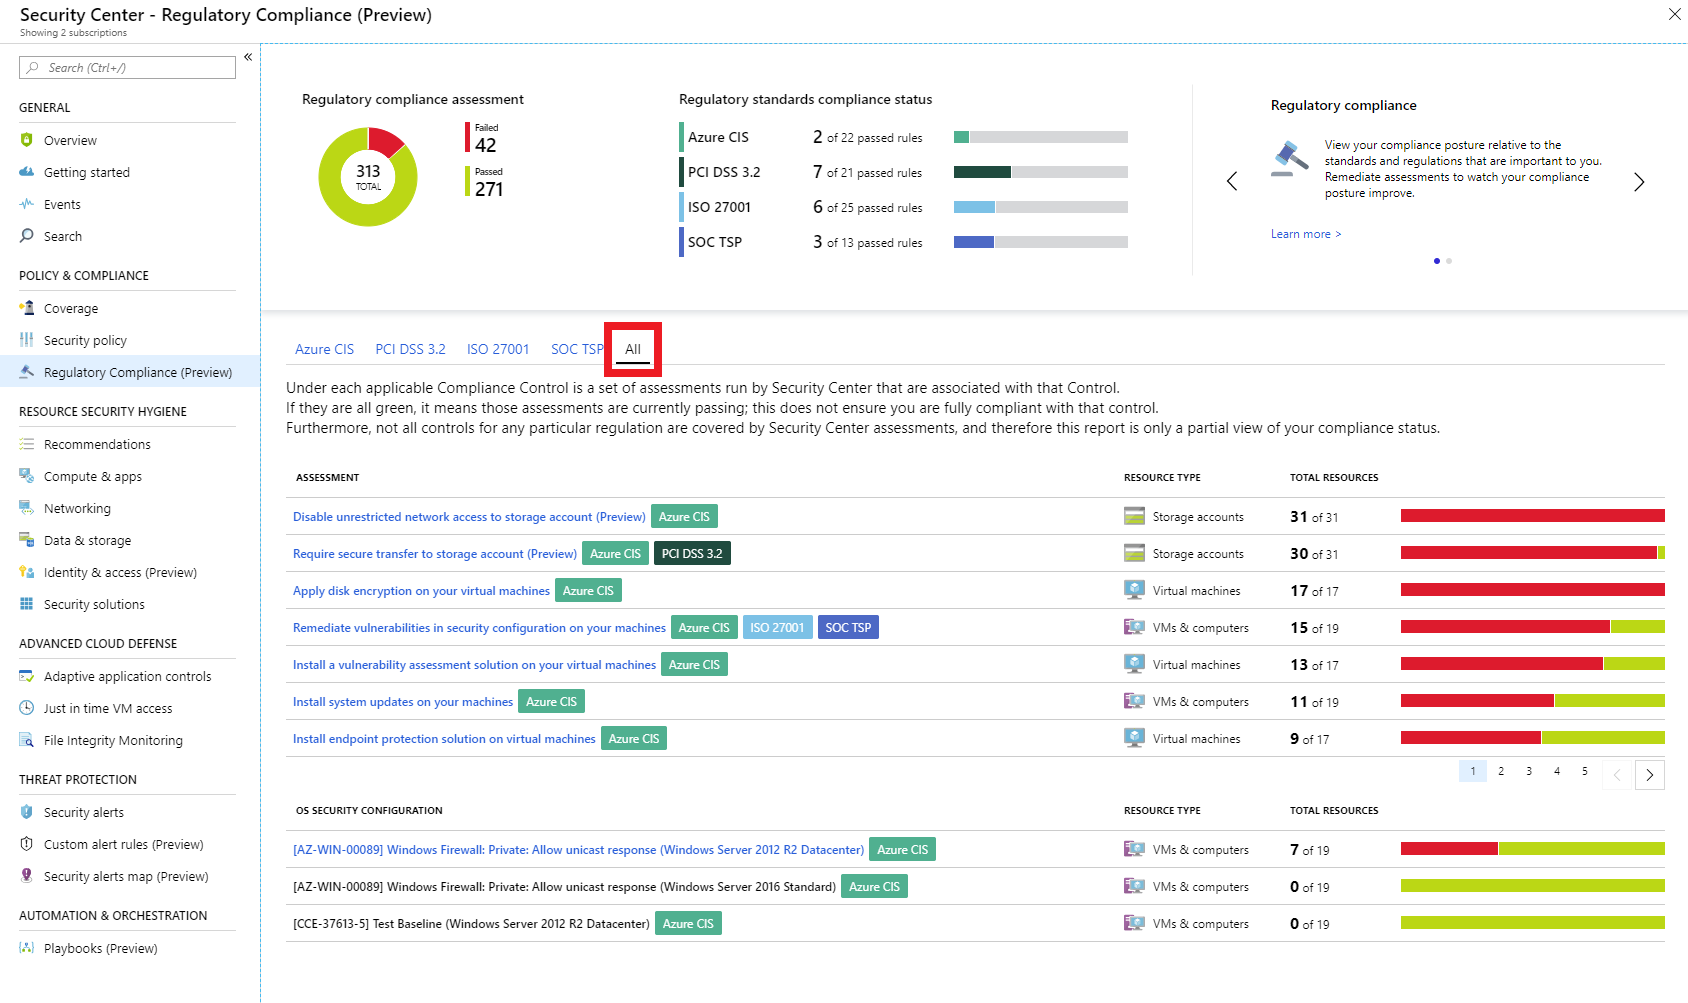 Security Center - Regulatory Compliance (Preview)
Showing 2 subscriptions
Search (Ctrl+/)
GENERAL
Overview
Getting started
Events
Search
POLICY & COMPLIANCE
Coverage
Security policy
Regulatory Compliance (Preview)
RESOURCE SECURITY HYGIENE
Recommendations
Compute & apps
Networking
Data & storage
Identity & access (Preview)
Security solutions
ADVANCED CLOUD DEFENSE
Adaptive application controls
Just in time VM access
File Integrity Monitoring
THREAT PROTECTION
Security alerts
Custom alert rules (Preview)
Security alerts map (Preview)
AUTOMATION & ORCHESTRATION
Playbooks (Preview)
Regulatory compliance assessment
313
TOTAL
Failed
42
Passed
271
Regulatory standards compliance status
Azure CIS 2 of 22 passed rules
PCI DSS 3.2 7 of 21 passed rules
ISO 27001 6 of 25 passed rules
SOC TSP 3 of 13 passed rules
Regulatory compliance
View your compliance posture relative to the
standards and regulations that are important to you.
Remediate assessments to watch your compliance
posture improve.
Learn more >
Azure CIS PCI DSS 3.2 ISO 27001 SOC TSP All
Under each applicable Compliance Control is a set of assessments run by Security Center that are associated with that Control.
If they are all green, it means those assessments are currently passing; this does not ensure you are fully compliant with that control.
Furthermore, not all controls for any particular regulation are covered by Security Center assessments, and therefore this report is only a partial view of your compliance status.
ASSESSMENT RESOURCE TYPE TOTAL RESOURCES
Disable unrestricted network access to storage account (Preview) Azure CIS Storage accounts 31 of 31
Require secure transfer to storage account (Preview) Azure CIS PCI DSS 3.2 Storage accounts 30 of 31
Apply disk encryption on your virtual machines Azure CIS Virtual machines 17 of 17
Remediate vulnerabilities in security configuration on your machines Azure CIS ISO 27001 SOC TSP VMs & computers 15 of 19
Install a vulnerability assessment solution on your virtual machines Azure CIS Virtual machines 13 of 17
Install system updates on your machines Azure CIS VMs & computers 11 of 19
Install endpoint protection solution on virtual machines Azure CIS Virtual machines 9 of 17
1 2 3 4 5
OS SECURITY CONFIGURATION RESOURCE TYPE TOTAL RESOURCES
[AZ-WIN-00089] Windows Firewall: Private: Allow unicast response (Windows Server 2012 R2 Datacenter) Azure CIS VMs & computers 7 of 19
[AZ-WIN-00089] Windows Firewall: Private: Allow unicast response (Windows Server 2016 Standard) Azure CIS VMs & computers 0 of 19
[CCE-37613-5] Test Baseline (Windows Server 2012 R2 Datacenter) Azure CIS VMs & computers 0 of 19